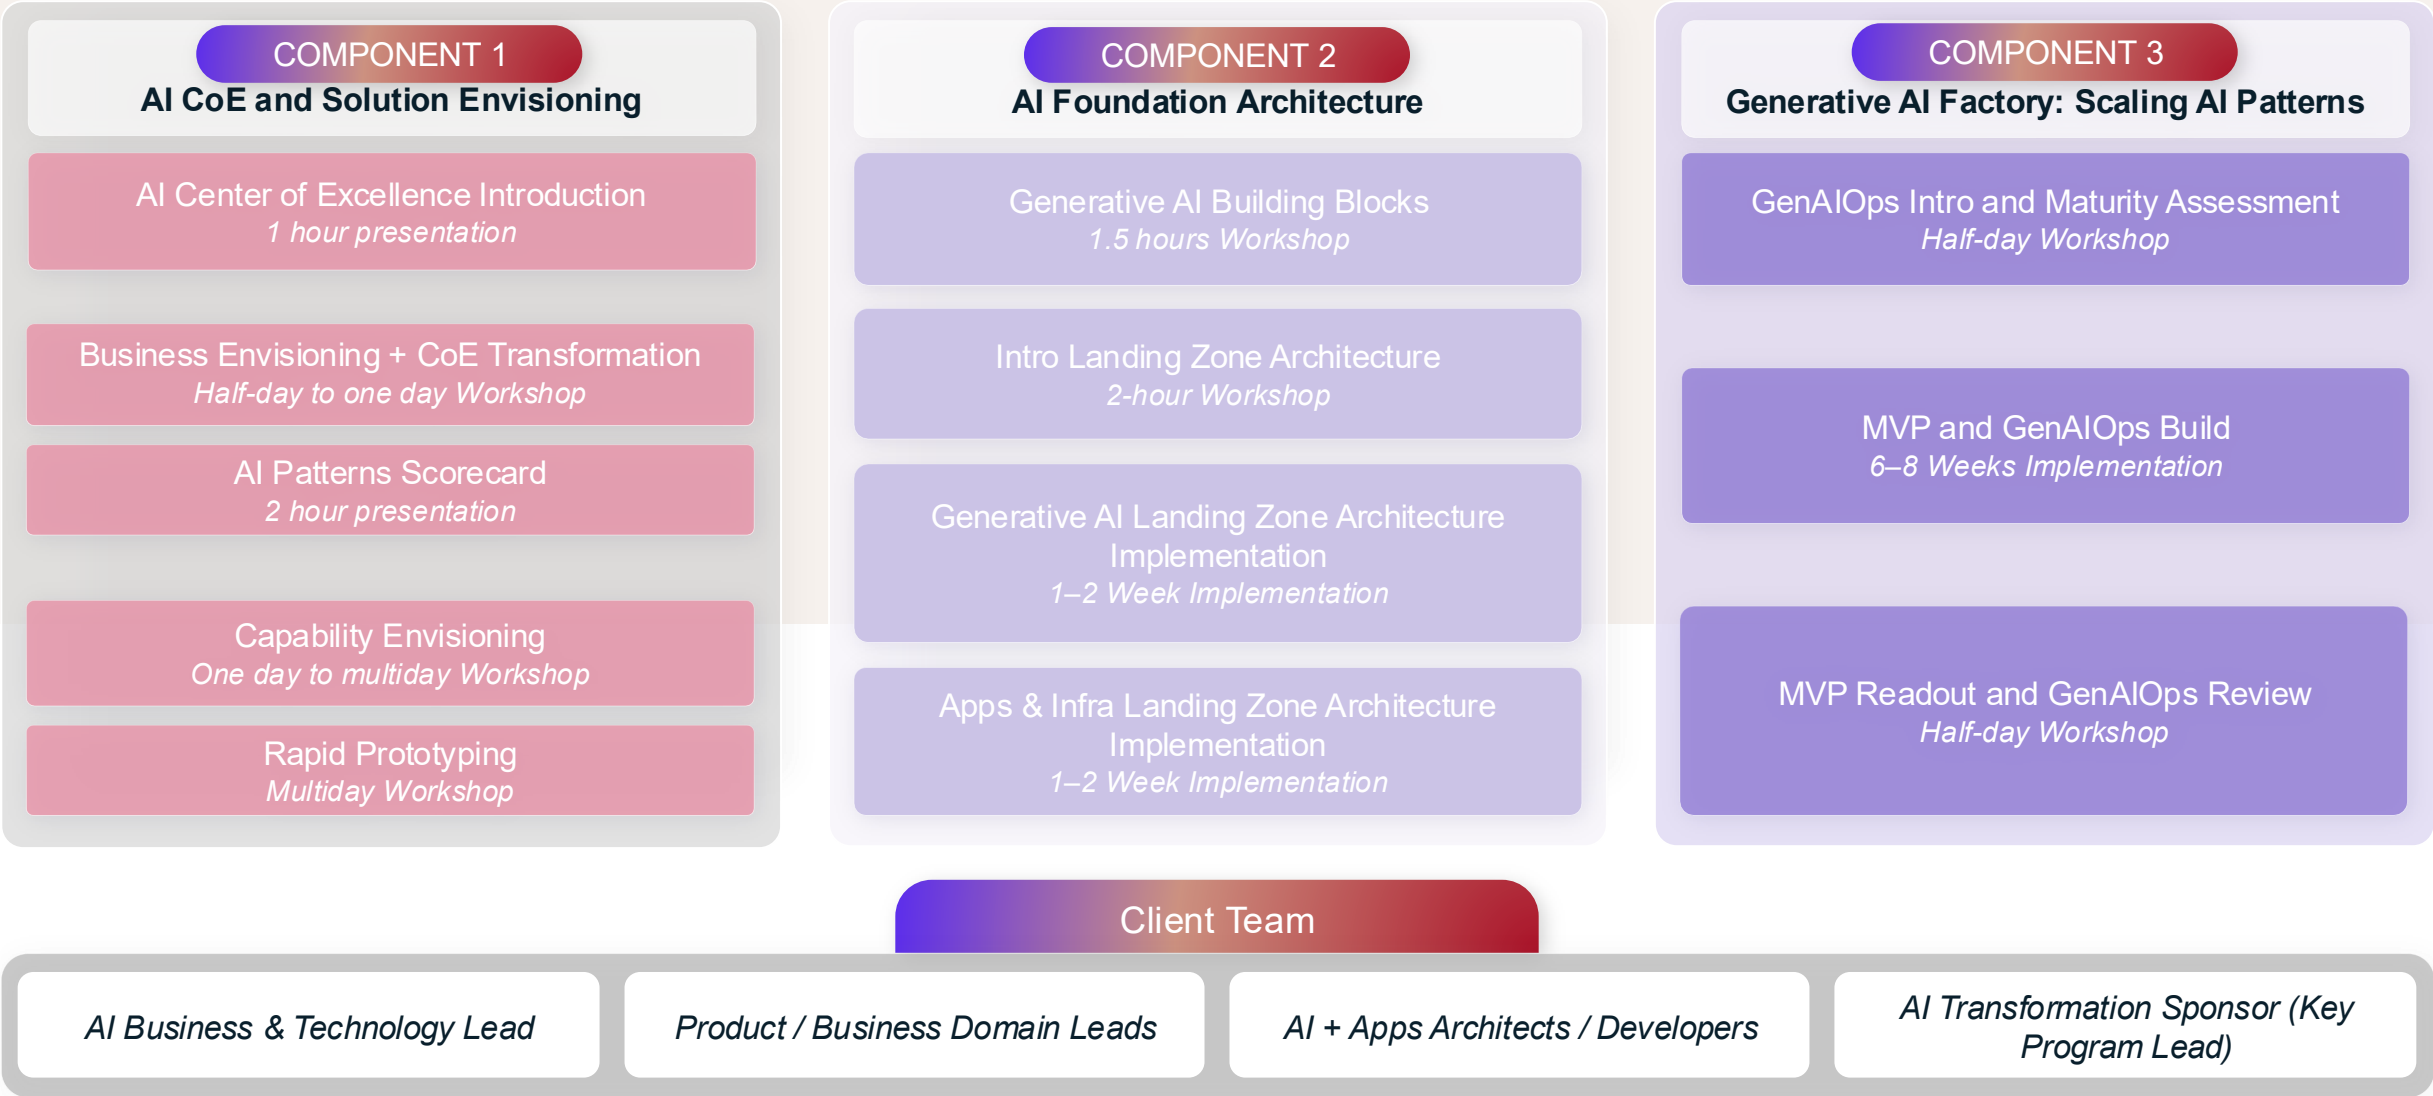 COMPONENT 1
AI CoE and Solution Envisioning
AI Center of Excellence Introduction
1 hour presentation
Business Envisioning + CoE Transformation
Half-day to one day Workshop
AI Patterns Scorecard
2 hour presentation
Capability Envisioning
One day to multiday Workshop
Rapid Prototyping
Multiday Workshop
COMPONENT 2
AI Foundation Architecture
Generative AI Building Blocks
1.5 hours Workshop
Intro Landing Zone Architecture
2-hour Workshop
Generative AI Landing Zone Architecture
Implementation
1–2 Week Implementation
Apps & Infra Landing Zone Architecture
Implementation
1–2 Week Implementation
COMPONENT 3
Generative AI Factory: Scaling AI Patterns
GenAIOps Intro and Maturity Assessment
Half-day Workshop
MVP and GenAIOps Build
6–8 Weeks Implementation
MVP Readout and GenAIOps Review
Half-day Workshop
Client Team
AI Business & Technology Lead
Product / Business Domain Leads
AI + Apps Architects / Developers
AI Transformation Sponsor (Key
Program Lead)